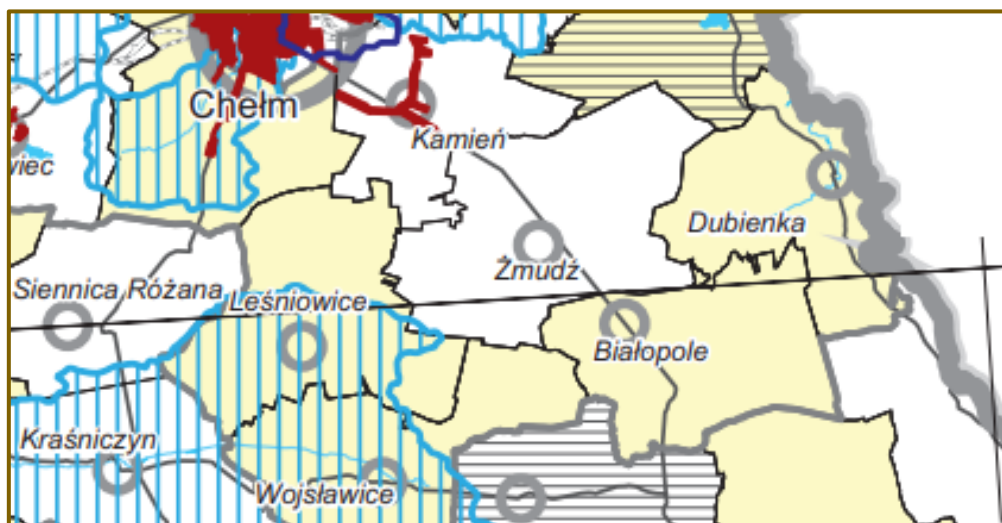 Chełm
Kamień
wiec
Dubienka
Żmudź
Siennica Różana
Leśniowice
Białopole
Kraśniczyn
Wojsławice